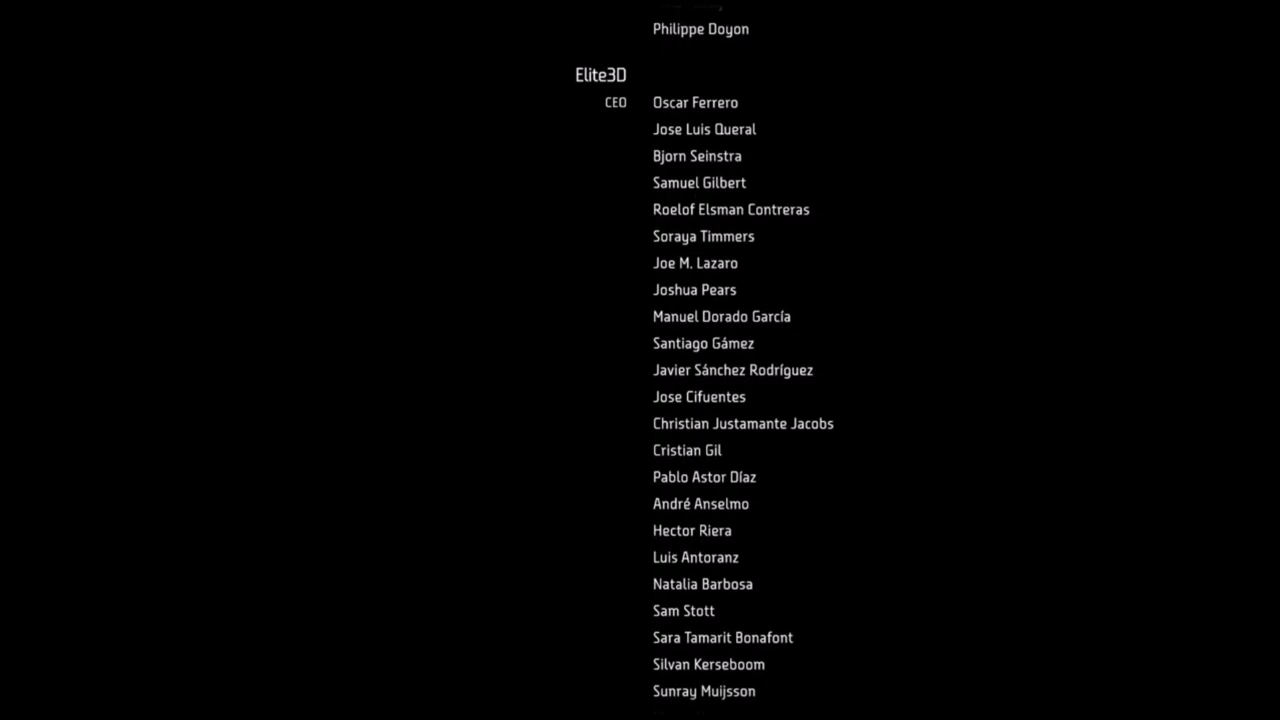 Philippe Doyon
Elite3D
CEO Oscar Ferrero
Jose Luis Queral
Bjorn Seinstra
Samuel Gilbert
Roelof Elsman Contreras
Soraya Timmers
Joe M. Lazaro
Joshua Pears
Manuel Dorado García
Santiago Gámez
Javier Sánchez Rodríguez
Jose Cifuentes
Christian Justamante Jacobs
Cristian Gil
Pablo Astor Díaz
André Anselmo
Hector Riera
Luis Antoranz
Natalia Barbosa
Sam Stott
Sara Tamarit Bonafont
Silvan Kerseboom
Sunray Muijsson